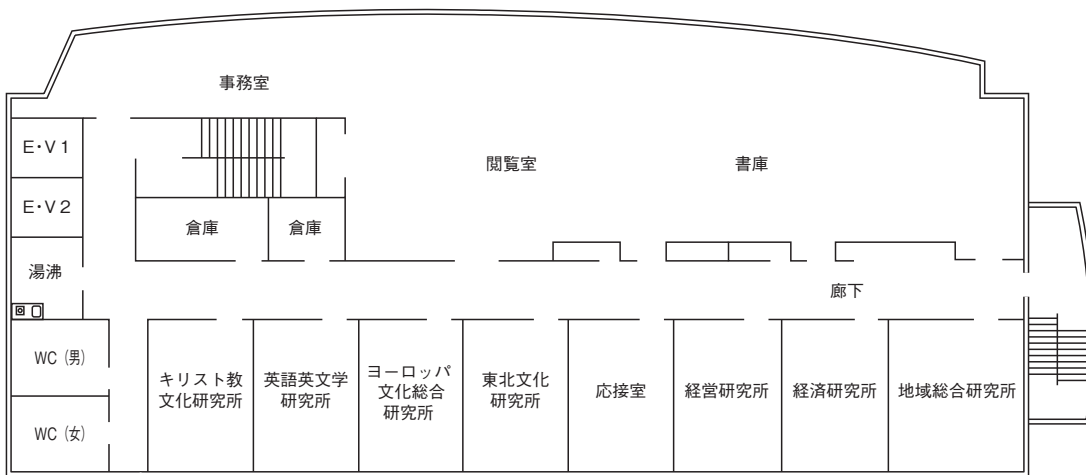 事務室
E・V1
閲覧室
書庫
E・V2
倉庫
倉庫
湯沸
廊下
WC（男）
キリスト教
文化研究所
英語英文学
研究所
ヨーロッパ
文化総合
研究所
東北文化
研究所
応接室
経営研究所
経済研究所
地域総合研究所
WC（女）